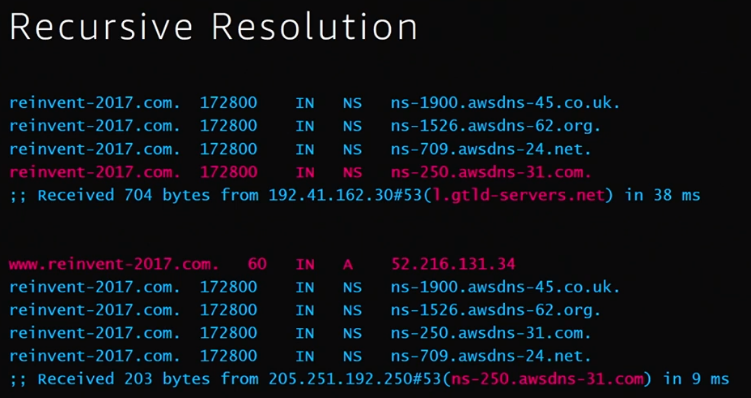 Recursive Resolution
reinvent-2017.com. 172800 IN NS ns-1900.awsdns-45.co.uk.
reinvent-2017.com. 172800 IN NS ns-1526.awsdns-62.org.
reinvent-2017.com. 172800 IN NS ns-709.awsdns-24.net.
reinvent-2017.com. 172800 IN NS ns-250.awsdns-31.com.
;; Received 704 bytes from 192.41.162.30#53(l.gtld-servers.net) in 38 ms
www.reinvent-2017.com. 60 IN A 52.216.131.34
reinvent-2017.com. 172800 IN NS ns-1900.awsdns-45.co.uk.
reinvent-2017.com. 172800 IN NS ns-1526.awsdns-62.org.
reinvent-2017.com. 172800 IN NS ns-250.awsdns-31.com.
reinvent-2017.com. 172800 IN NS ns-709.awsdns-24.net.
;; Received 203 bytes from 205.251.192.250#53(ns-250.awsdns-31.com) in 9 ms